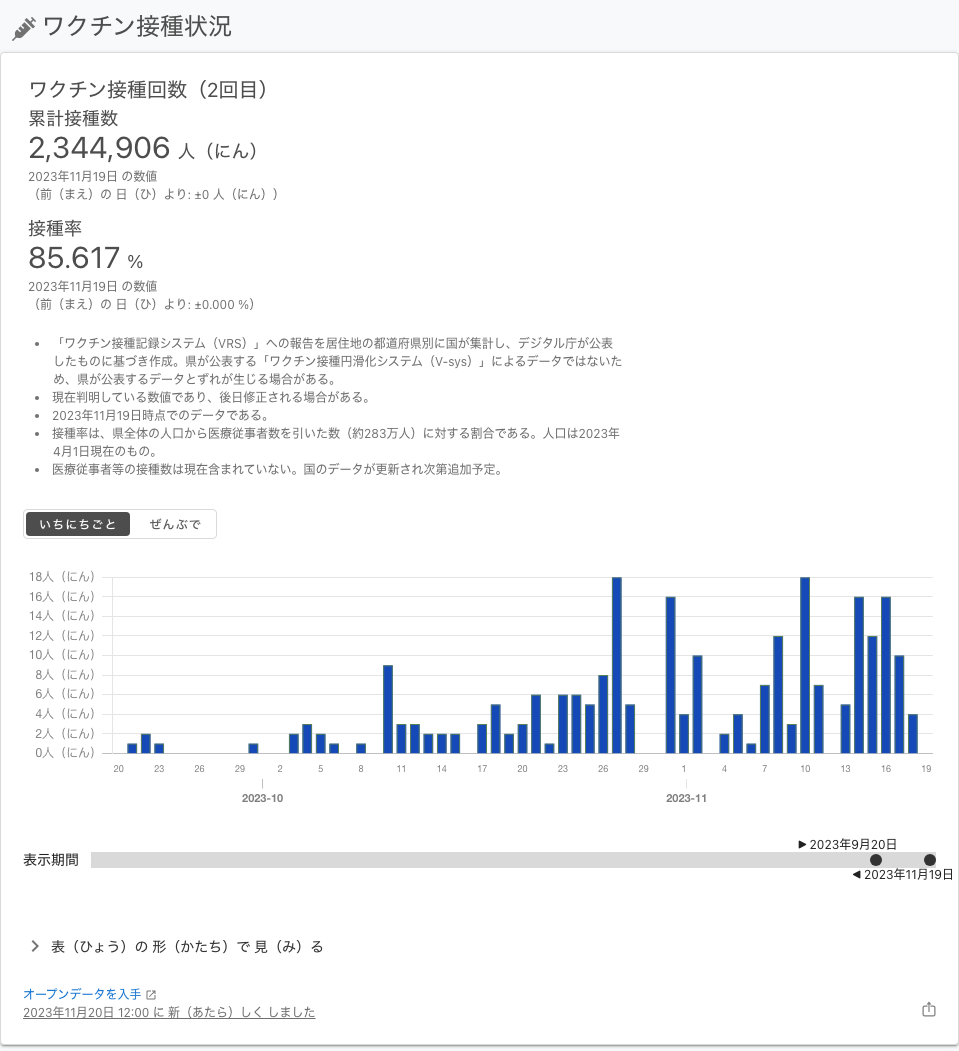 ワクチン接種状況
ワクチン接種回数（2回目）
累計接種数
2,344,906 人（にん）
2023年11月19日 の数値
（前（まえ）の 日（ひ）より: ±0 人（にん））
接種率
85.617 %
2023年11月19日 の数値
（前（まえ）の 日（ひ）より: ±0.000 %）
• 「ワクチン接種記録システム（VRS）」への報告を居住地の都道府県別に国が集計し、デジタル庁が公表
したものに基づき作成。県が公表する「ワクチン接種円滑化システム（V-sys）」によるデータではないた
め、県が公表するデータとずれが生じる場合がある。
• 現在判明している数値であり、後日修正される場合がある。
• 2023年11月19日時点でのデータである。
• 接種率は、県全体の人口から医療従事者数を引いた数（約283万人）に対する割合である。人口は2023年
4月1日現在のもの。
• 医療従事者等の接種数は現在含まれていない。国のデータが更新され次第追加予定。
いちにちごと ぜんぶで
18人（にん）
16人（にん）
14人（にん）
12人（にん）
10人（にん）
8人（にん）
6人（にん）
4人（にん）
2人（にん）
0人（にん）
20 23 26 29 2 5 8 11 14 17 20 23 26 29 1 4 7 10 13 16 19
2023-10 2023-11
▶ 2023年9月20日
表示期間
◀ 2023年11月19日
表（ひょう）の 形（かたち）で 見（み）る
オープンデータを入手
2023年11月20日 12:00 に 新（あたら）しく しました